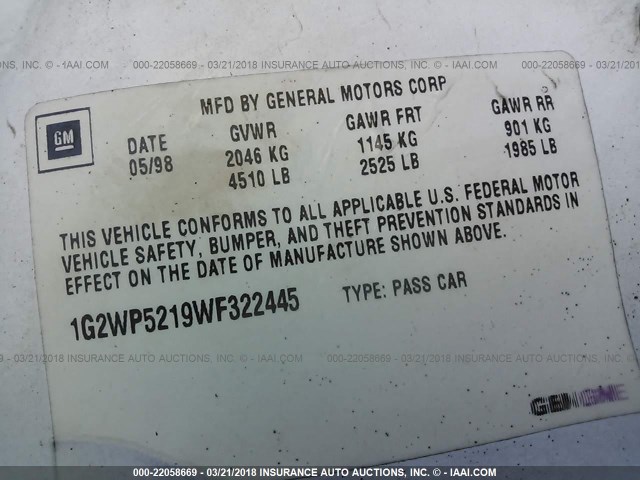 000-22058669 - 03/21/2018 INSURANCE AUTO AUCTIONS, INC. - ©IAAI.COM
MFD BY GENERAL MOTORS CORP
GM
DATE GVWR GAWR FRT GAWR RR
05/98 2046 KG 1145 KG 901 KG
4510 LB 2525 LB 1985 LB
THIS VEHICLE CONFORMS TO ALL APPLICABLE U.S. FEDERAL MOTOR
VEHICLE SAFETY, BUMPER, AND THEFT PREVENTION STANDARDS IN
EFFECT ON THE DATE OF MANUFACTURE SHOWN ABOVE.
1G2WP5219WF322445 TYPE: PASS CAR
000-22058669 - 03/21/2018 INSURANCE AUTO AUCTIONS, INC. - ©IAAI.COM
000-22058669 - 03/21/2018 INSURANCE AUTO AUCTIONS, INC. - ©IAAI.COM